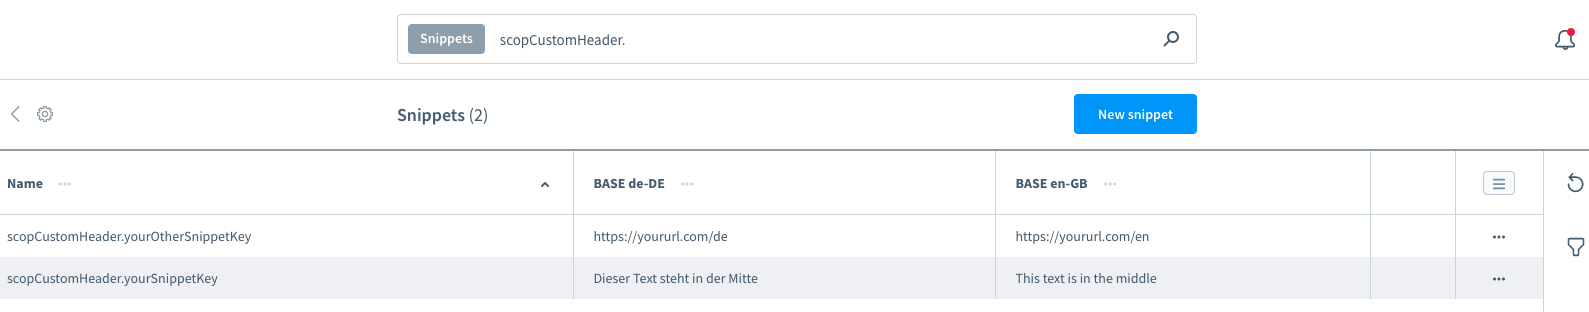 Snippets scopCustomHeader.
Snippets (2) New snippet
Name BASE de-DE BASE en-GB
scopCustomHeader.yourOtherSnippetKey https://yoururl.com/de https://yoururl.com/en
scopCustomHeader.yourSnippetKey Dieser Text steht in der Mitte This text is in the middle